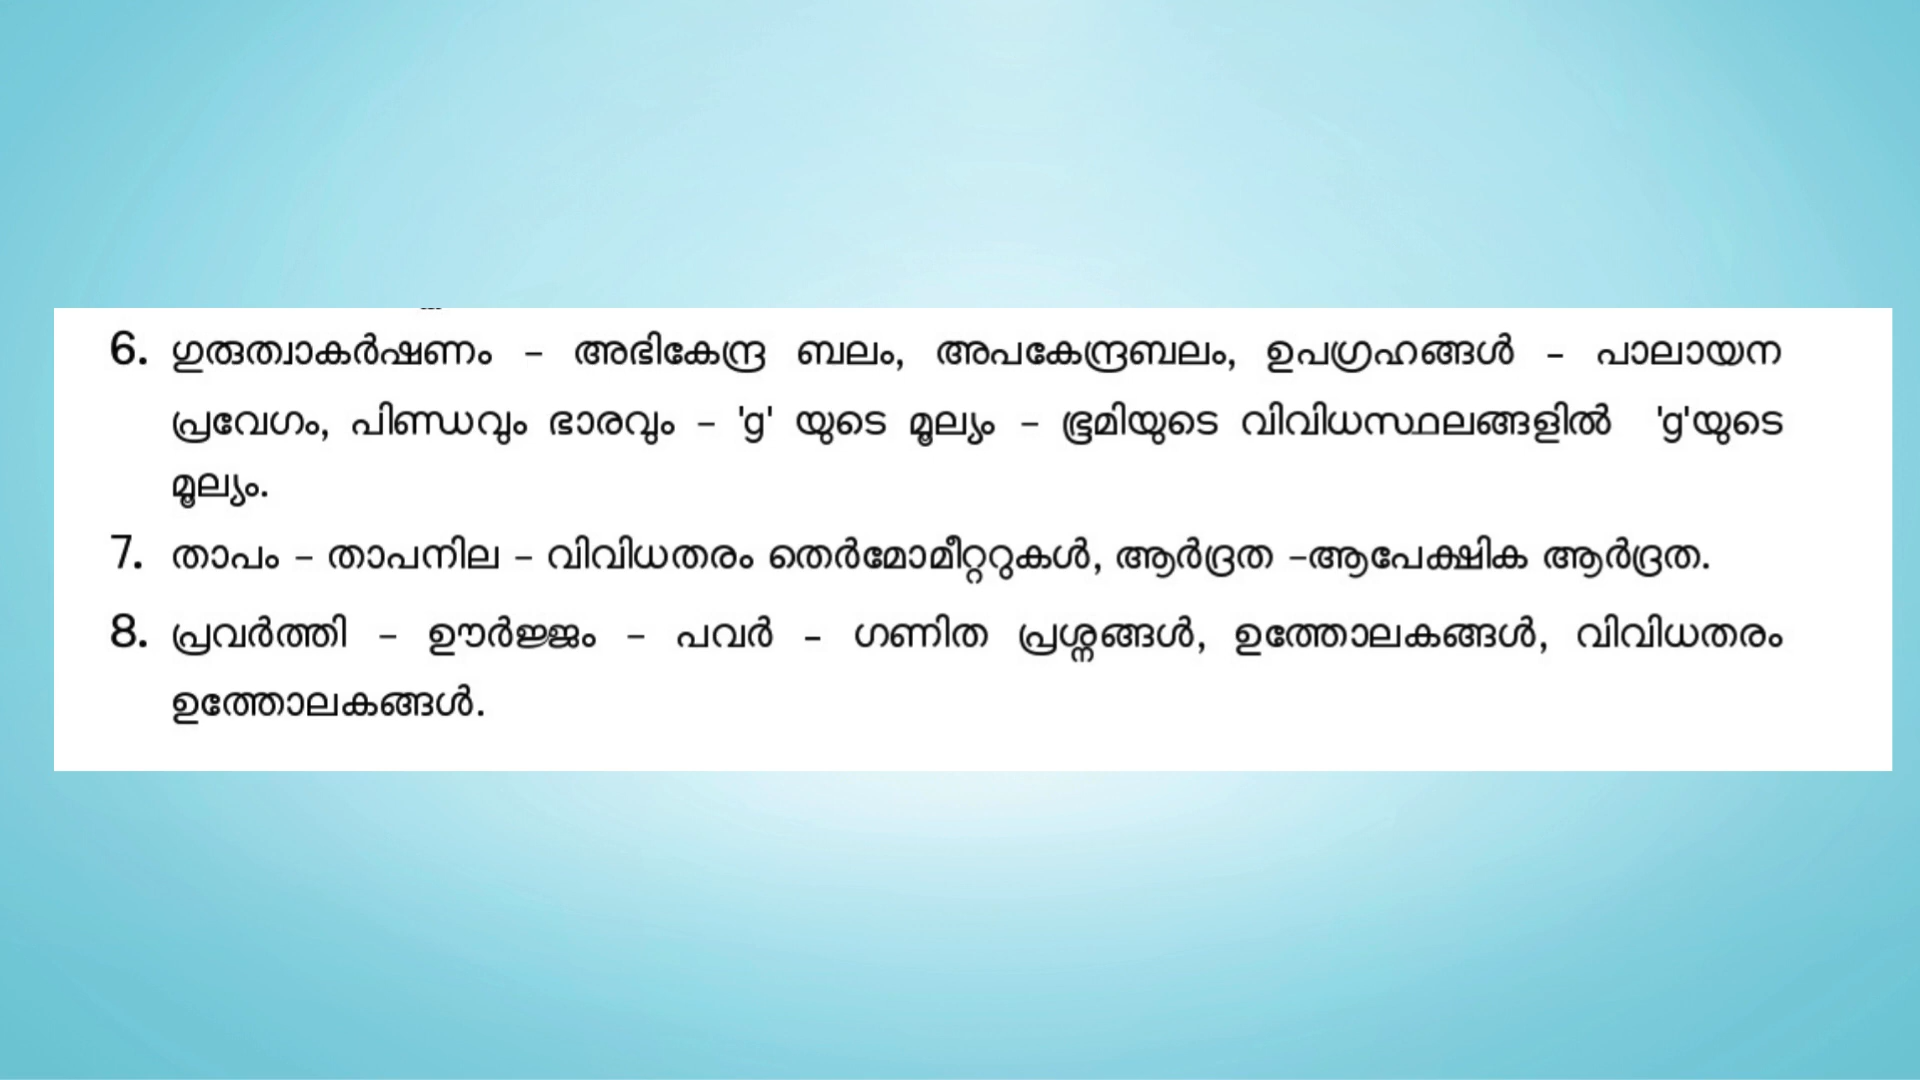 6. ഗുരുത്വാകർഷണം – അഭികേന്ദ്ര ബലം, അപകേന്ദ്രബലം, ഉപഗ്രഹങ്ങൾ – പാലായന
പ്രവേഗം, പിണ്ഡവും ഭാരവും – 'g' യുടെ മൂല്യം – ഭൂമിയുടെ വിവിധസ്ഥലങ്ങളിൽ 'g'യുടെ
മൂല്യം.
7. താപം – താപനില – വിവിധതരം തെർമോമീറ്ററുകൾ, ആർദ്രത –ആപേക്ഷിക ആർദ്രത.
8. പ്രവർത്തി – ഊർജ്ജം – പവർ – ഗണിത പ്രശ്നങ്ങൾ, ഉത്തോലകങ്ങൾ, വിവിധതരം
ഉത്തോലകങ്ങൾ.